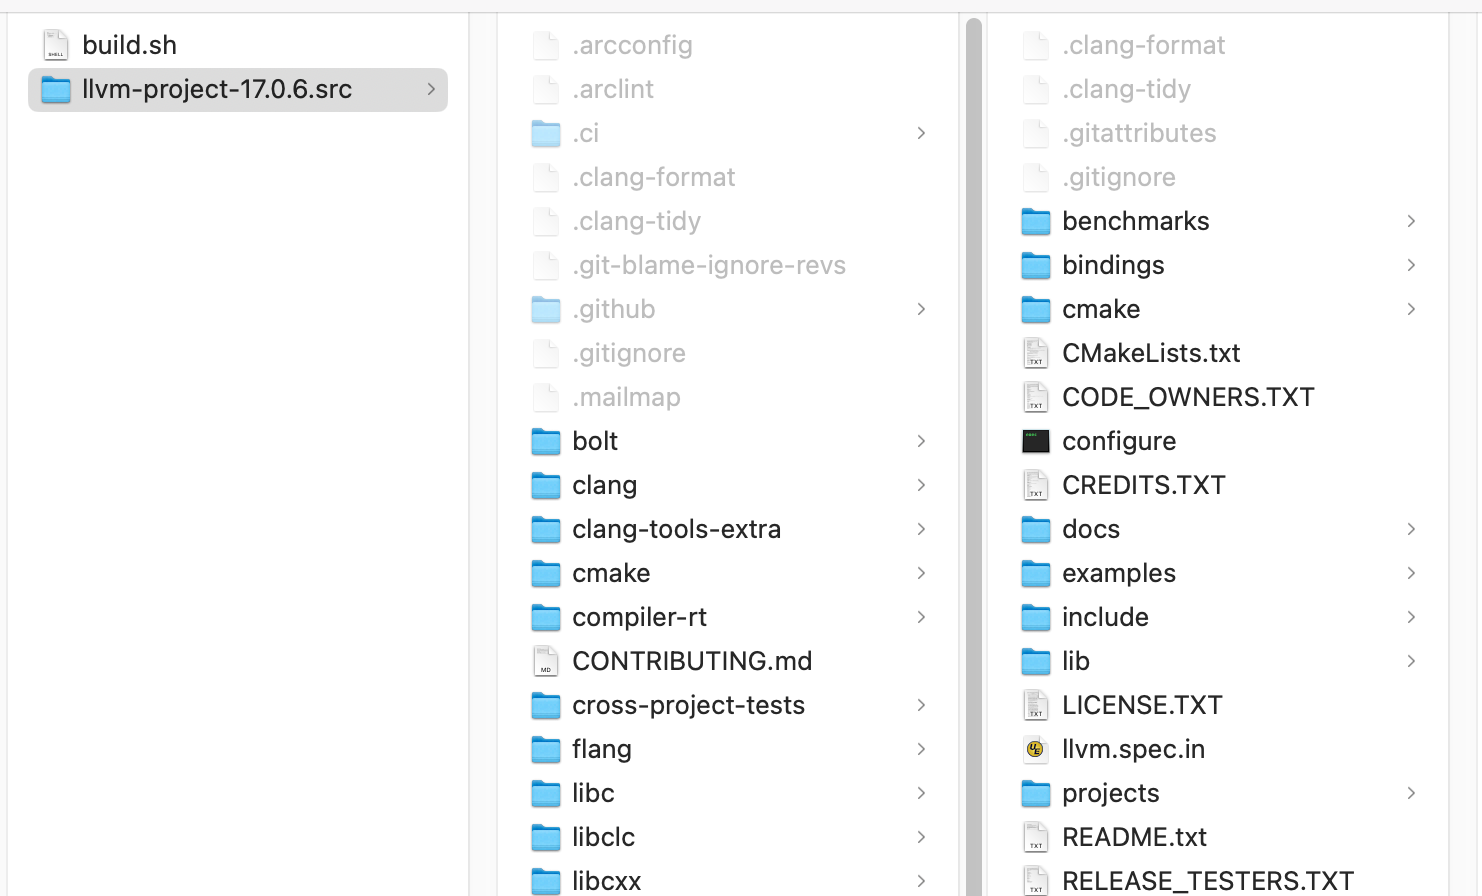 build.sh
llvm-project-17.0.6.src
.arcconfig
.arclint
.ci
.clang-format
.clang-tidy
.git-blame-ignore-revs
.github
.gitignore
.mailmap
bolt
clang
clang-tools-extra
cmake
compiler-rt
CONTRIBUTING.md
cross-project-tests
flang
libc
libclc
libcxx
.clang-format
.clang-tidy
.gitattributes
.gitignore
benchmarks
bindings
cmake
CMakeLists.txt
CODE_OWNERS.TXT
configure
CREDITS.TXT
docs
examples
include
lib
LICENSE.TXT
llvm.spec.in
projects
README.txt
RELEASE_TESTERS.TXT